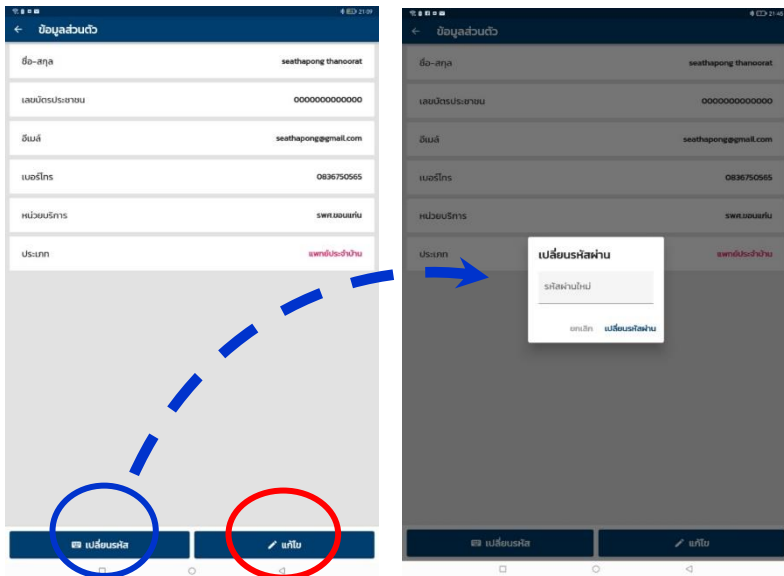 21:39
ข้อมูลส่วนตัว
ชื่อ-สกุล seathapong thanoorat
เลขบัตรประชาชน 0000000000000
อีเมล์ seathapong@gmail.com
เบอร์โทร 0836750565
หน่วยบริการ รพศ.ขอนแก่น
ประเภท แพทย์ประจำบ้าน
เปลี่ยนรหัส แก้ไข
21:40
ข้อมูลส่วนตัว
ชื่อ-สกุล seathapong thanoorat
เลขบัตรประชาชน 0000000000000
อีเมล์ seathapong@gmail.com
เบอร์โทร 0836750565
หน่วยบริการ รพศ.ขอนแก่น
ประเภท แพทย์ประจำบ้าน
เปลี่ยนรหัสผ่าน
รหัสผ่านใหม่
ยกเลิก เปลี่ยนรหัสผ่าน
เปลี่ยนรหัส แก้ไข